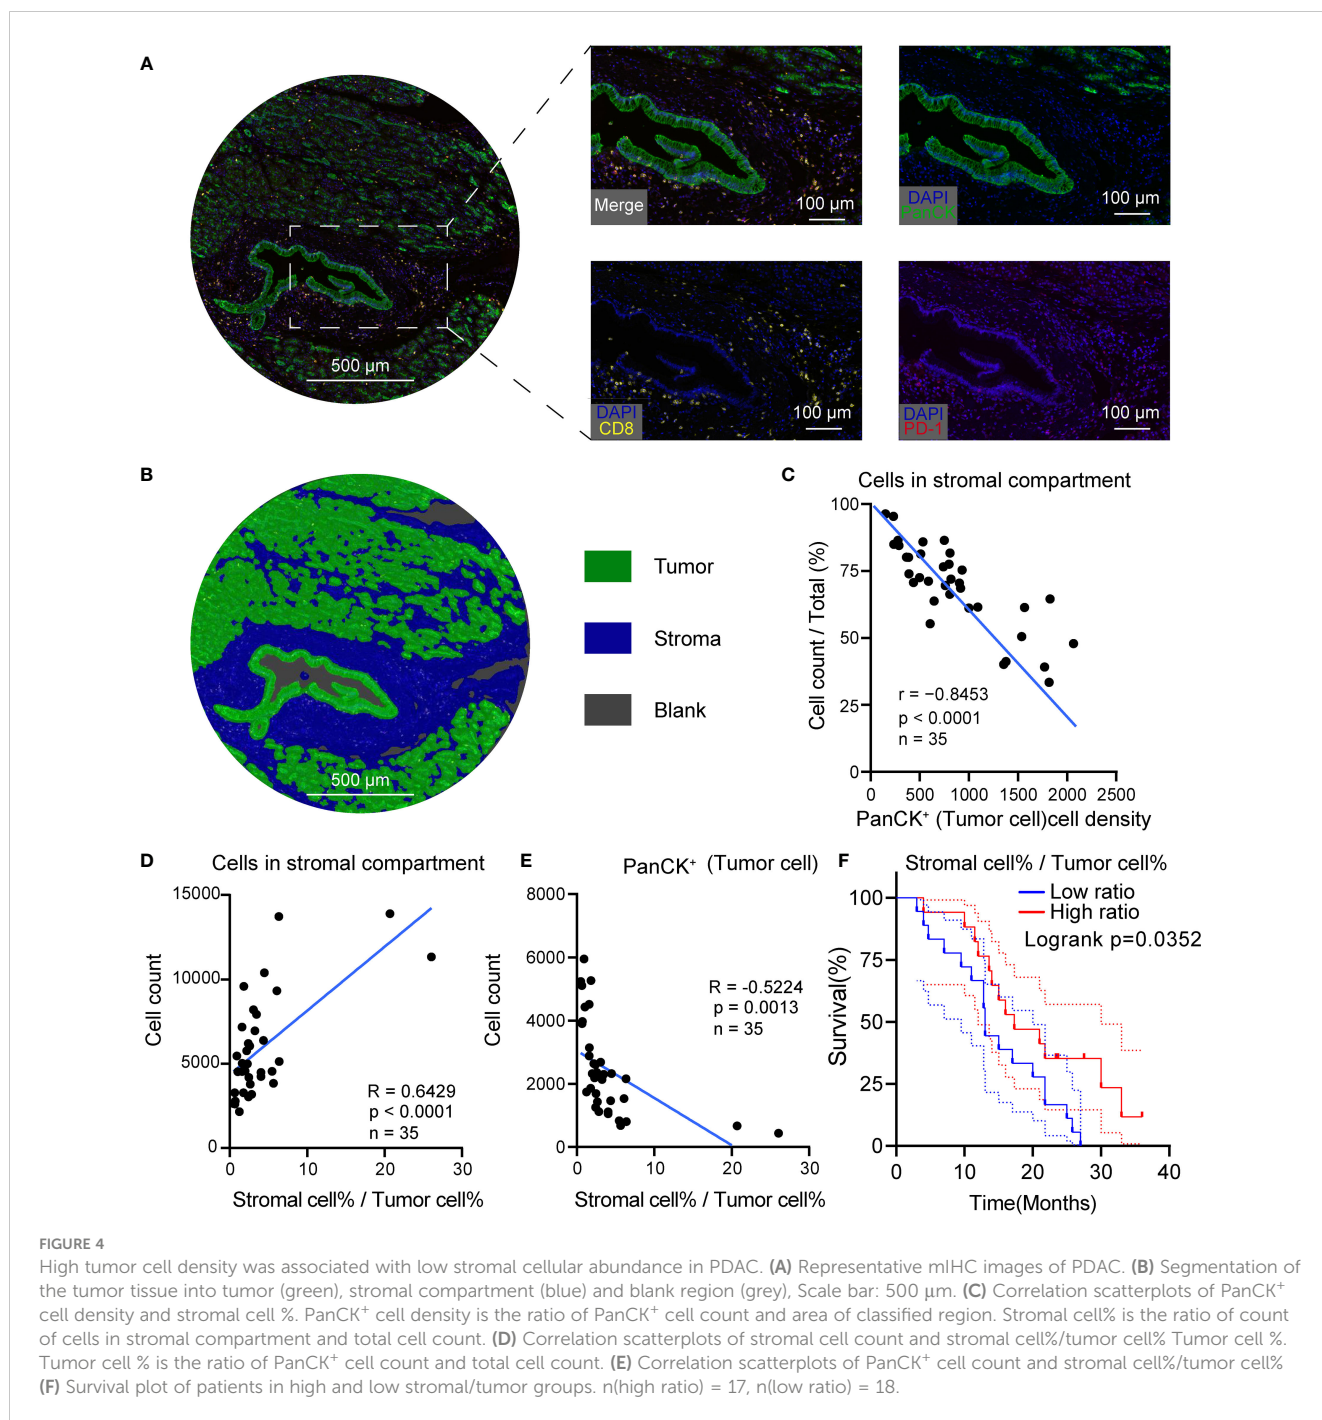 A
Merge
100 µm
DAPI
PanCK
100 µm
500 µm
DAPI
CD8
100 µm
DAPI
PD-1
100 µm
B
Tumor
Stroma
Blank
500 µm
C
Cells in stromal compartment
Cell count / Total (%)
100
75
50
25
0
r = −0.8453
p < 0.0001
n = 35
0 500 1000 1500 2000 2500
PanCK⁺ (Tumor cell)cell density
D
Cells in stromal compartment
Cell count
15000
10000
5000
0
R = 0.6429
p < 0.0001
n = 35
0 10 20 30
Stromal cell% / Tumor cell%
E
PanCK⁺ (Tumor cell)
Cell count
8000
6000
4000
2000
0
R = -0.5224
p = 0.0013
n = 35
0 10 20 30
Stromal cell% / Tumor cell%
F
Stromal cell% / Tumor cell%
Low ratio
High ratio
Logrank p=0.0352
Survival(%)
100
75
50
25
0
0 10 20 30 40
Time(Months)
FIGURE 4
High tumor cell density was associated with low stromal cellular abundance in PDAC. (A) Representative mIHC images of PDAC. (B) Segmentation of
the tumor tissue into tumor (green), stromal compartment (blue) and blank region (grey), Scale bar: 500 µm. (C) Correlation scatterplots of PanCK⁺
cell density and stromal cell %. PanCK⁺ cell density is the ratio of PanCK⁺ cell count and area of classified region. Stromal cell% is the ratio of count
of cells in stromal compartment and total cell count. (D) Correlation scatterplots of stromal cell count and stromal cell%/tumor cell% Tumor cell %.
Tumor cell % is the ratio of PanCK⁺ cell count and total cell count. (E) Correlation scatterplots of PanCK⁺ cell count and stromal cell%/tumor cell%
(F) Survival plot of patients in high and low stromal/tumor groups. n(high ratio) = 17, n(low ratio) = 18.